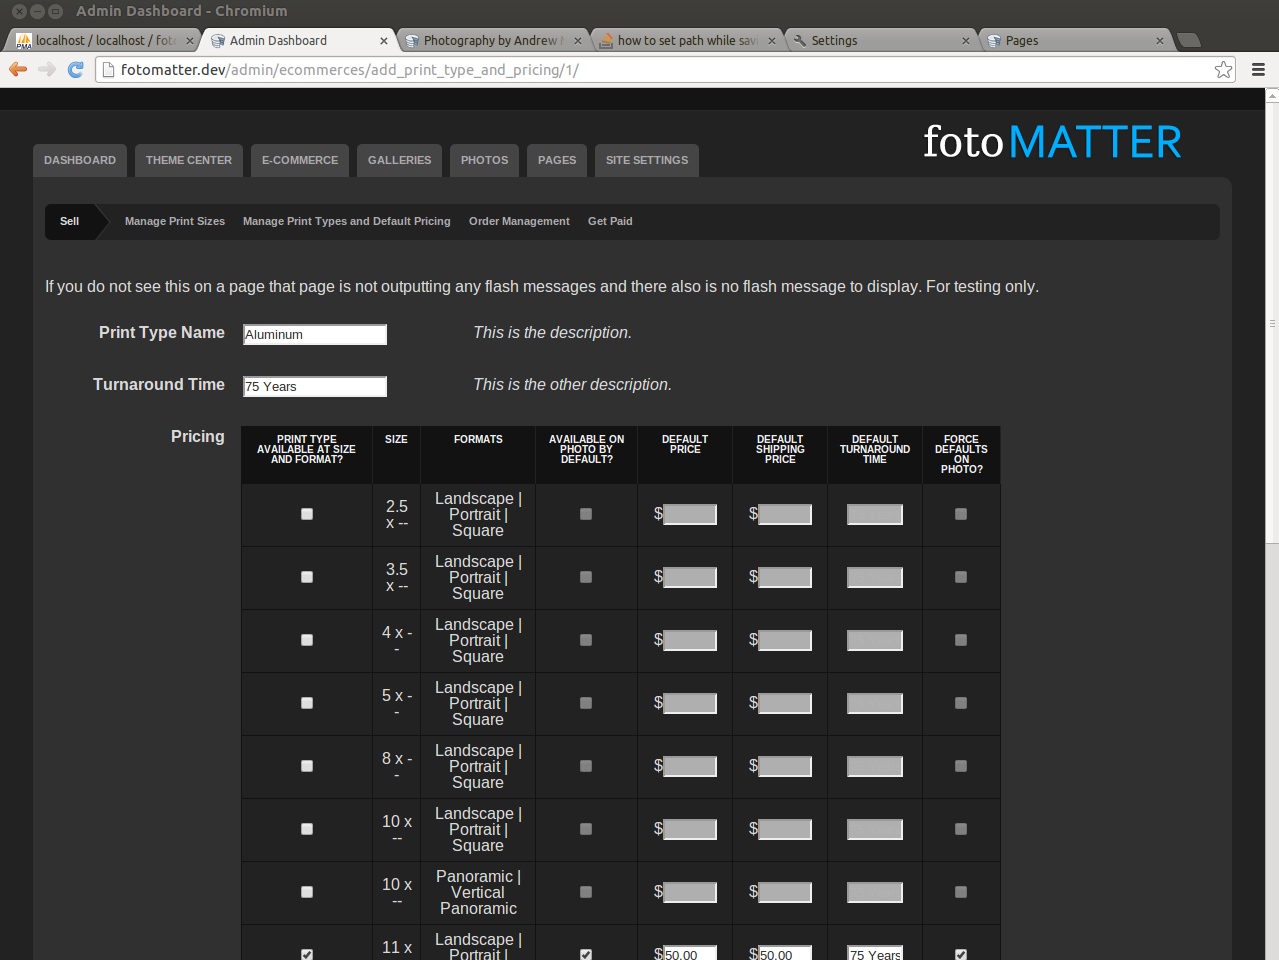 Admin Dashboard - Chromium
localhost / localhost / foto
Admin Dashboard
Photography by Andrew
how to set path while savi
Settings
Pages
fotomatter.dev/admin/ecommerces/add_print_type_and_pricing/1/
foto MATTER
DASHBOARD
THEME CENTER
E-COMMERCE
GALLERIES
PHOTOS
PAGES
SITE SETTINGS
Sell
Manage Print Sizes
Manage Print Types and Default Pricing
Order Management
Get Paid
If you do not see this on a page that page is not outputting any flash messages and there also is no flash message to display. For testing only.
Print Type Name
Aluminum
This is the description.
Turnaround Time
75 Years
This is the other description.
Pricing
PRINT TYPE
AVAILABLE AT SIZE
AND FORMAT?
SIZE
FORMATS
AVAILABLE ON
PHOTO BY
DEFAULT?
DEFAULT
PRICE
DEFAULT
SHIPPING
PRICE
DEFAULT
TURNAROUND
TIME
FORCE
DEFAULTS
ON
PHOTO?
2.5
x --
Landscape |
Portrait |
Square
$
$
3.5
x --
Landscape |
Portrait |
Square
$
$
4 x -
-
Landscape |
Portrait |
Square
$
$
5 x -
-
Landscape |
Portrait |
Square
$
$
8 x -
-
Landscape |
Portrait |
Square
$
$
10 x
--
Landscape |
Portrait |
Square
$
$
10 x
--
Panoramic |
Vertical
Panoramic
$
$
11 x
Landscape |
Portrait |
$50.00
$50.00
75 Years